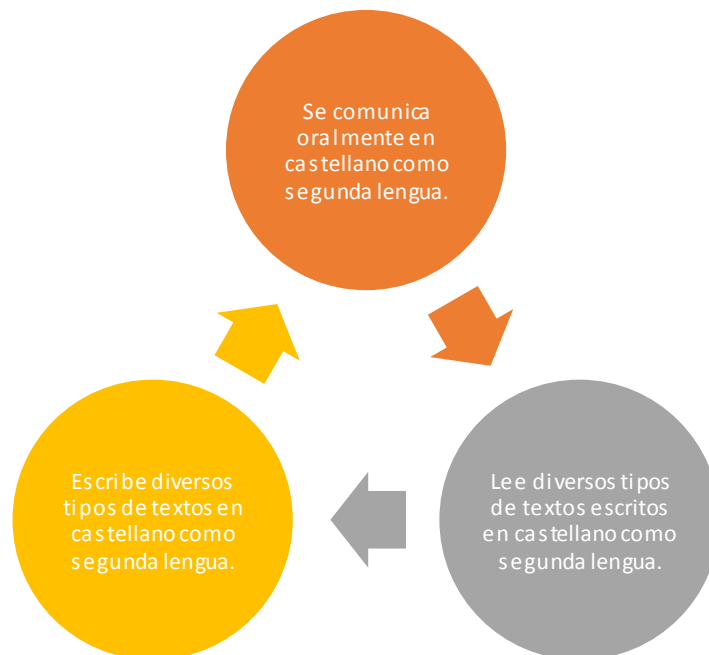 Se comunica
oralmente en
castellano como
segunda lengua.
Lee diversos tipos
de textos escritos
en castellano como
segunda lengua.
Escribe diversos
tipos de textos en
castellano como
segunda lengua.